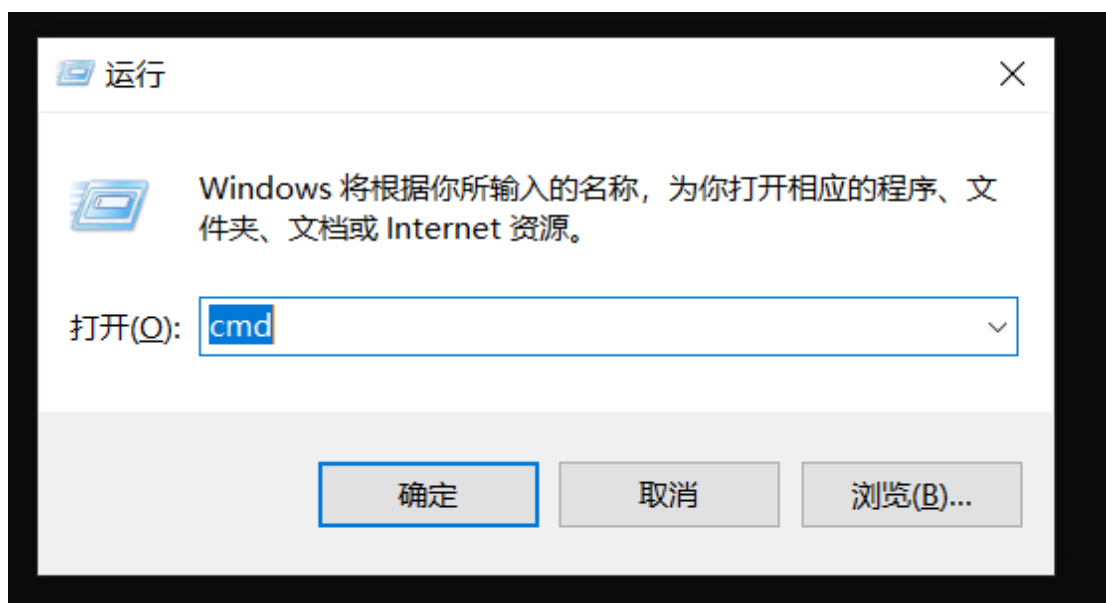 运行
Windows 将根据你所输入的名称，为你打开相应的程序、文
件夹、文档或 Internet 资源。
打开(O): cmd
确定 取消 浏览(B)...